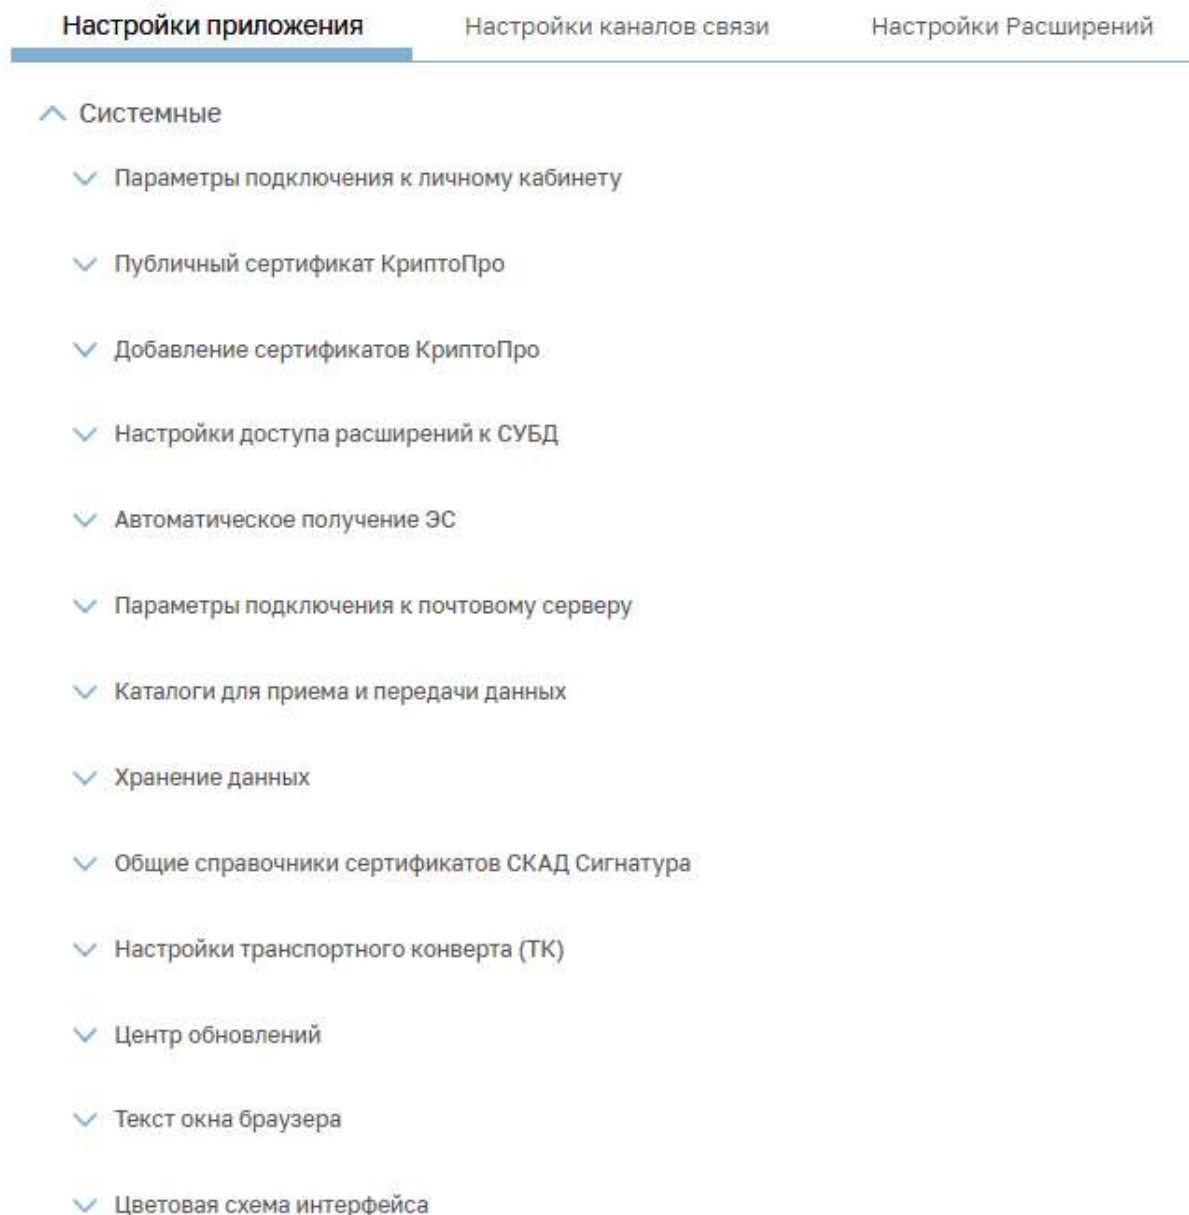 Настройки приложения Настройки каналов связи Настройки Расширений
Системные
Параметры подключения к личному кабинету
Публичный сертификат КриптоПро
Добавление сертификатов КриптоПро
Настройки доступа расширений к СУБД
Автоматическое получение ЭС
Параметры подключения к почтовому серверу
Каталоги для приема и передачи данных
Хранение данных
Общие справочники сертификатов СКАД Сигнатура
Настройки транспортного конверта (ТК)
Центр обновлений
Текст окна браузера
Цветовая схема интерфейса